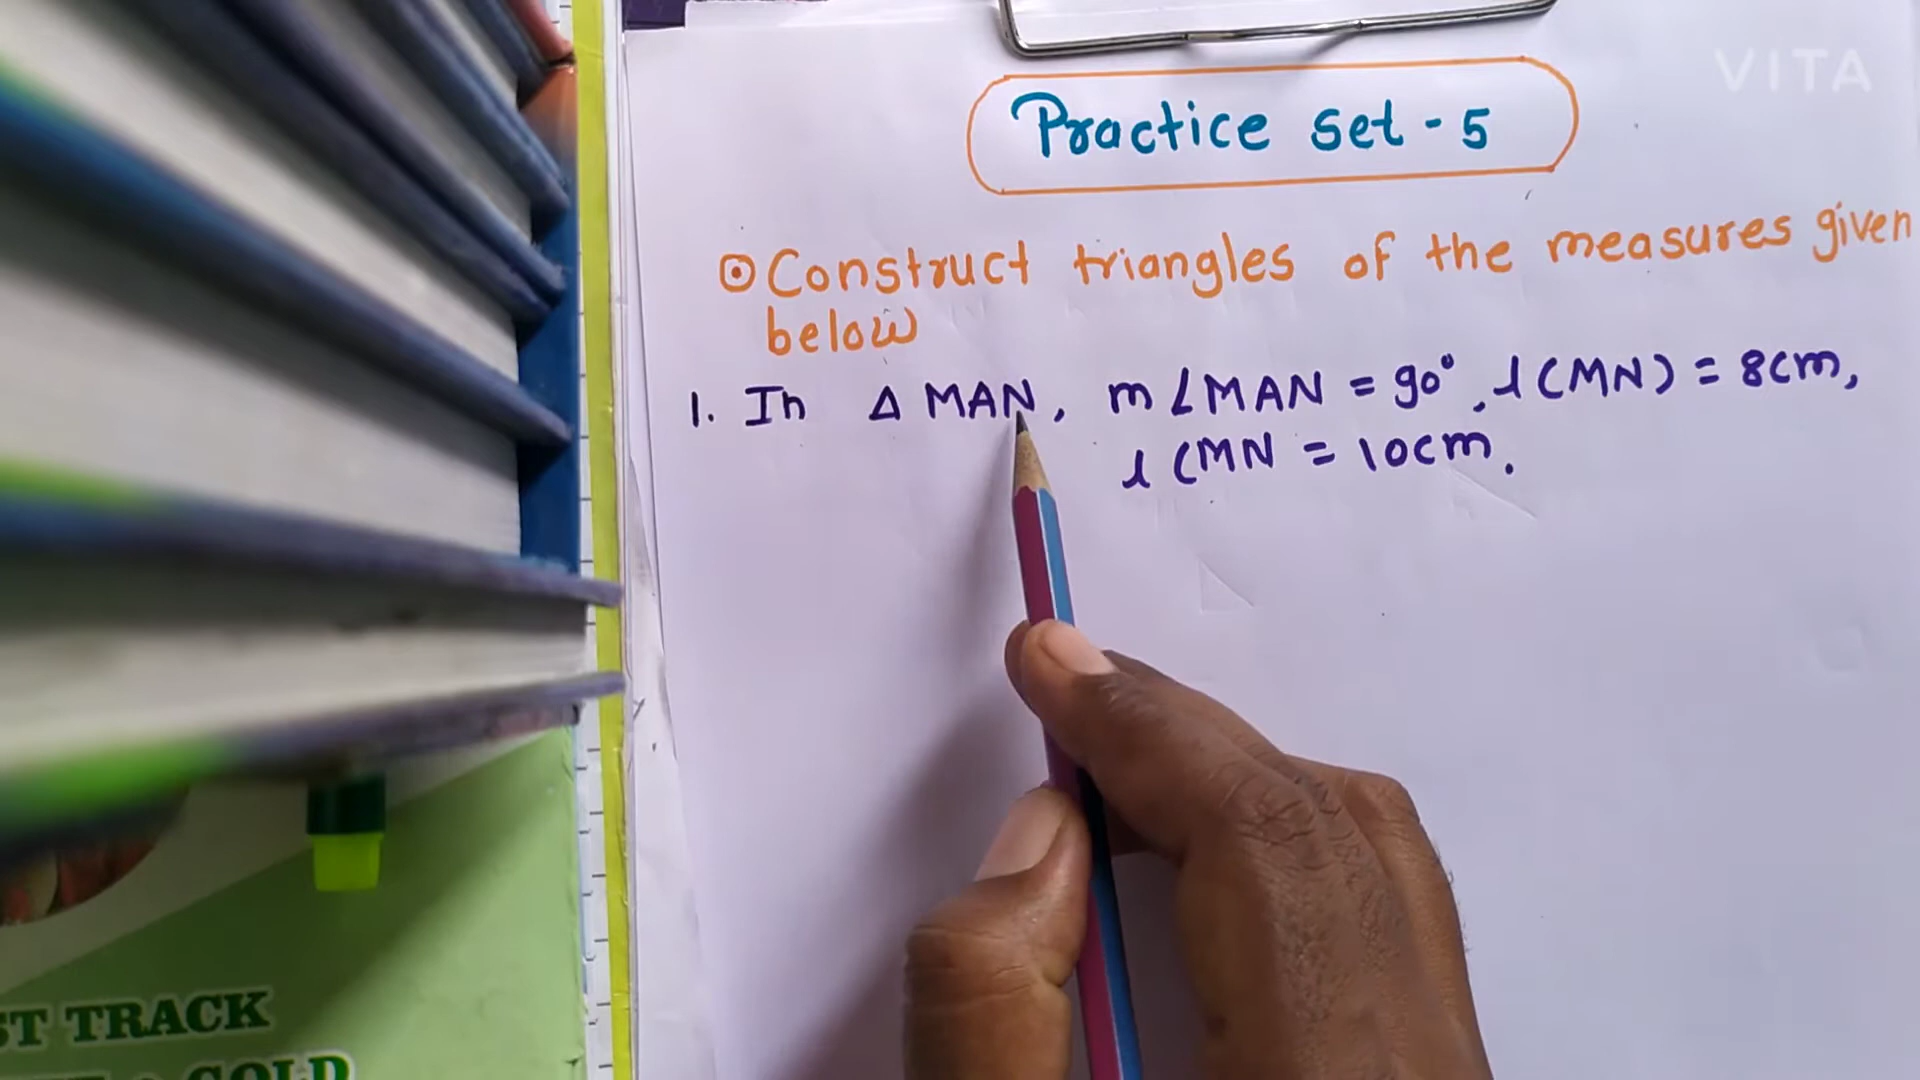 VITA
Practice set - 5
⊙ Construct triangles of the measures given
below
1. In Δ MAN, m∠MAN = 90°, l(MN) = 8cm,
l(MN = 10cm.
ST TRACK
GOLD